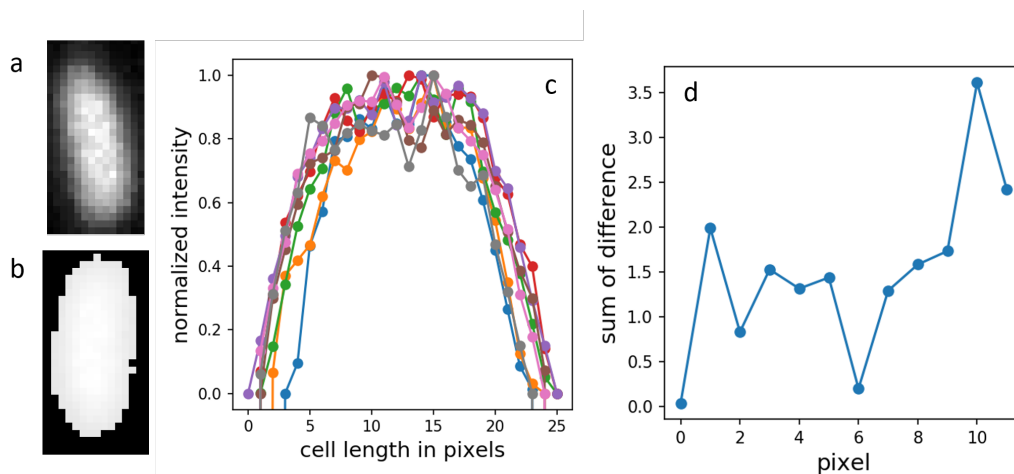 a
b
c
normalized intensity
1.0
0.8
0.6
0.4
0.2
0.0
0 5 10 15 20 25
cell length in pixels
d
sum of difference
3.5
3.0
2.5
2.0
1.5
1.0
0.5
0.0
0 2 4 6 8 10
pixel